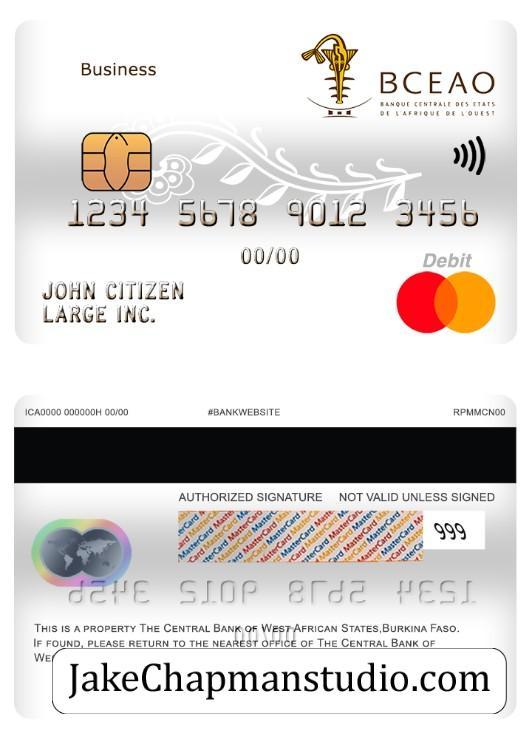 Business
BCEAO
BANQUE CENTRALE DES ETATS
DE L'AFRIQUE DE L'OUEST
1234 5678 9012 3456
00/00
Debit
JOHN CITIZEN
LARGE INC.
ICA0000 000000H 00/00 #BANKWEBSITE RPMMCN00
AUTHORIZED SIGNATURE NOT VALID UNLESS SIGNED
MasterCard MasterCard MasterCard
999
THIS IS A PROPERTY THE CENTRAL BANK OF WEST AFRICAN STATES,BURKINA FASO.
IF FOUND, PLEASE RETURN TO THE NEAREST OFFICE OF THE CENTRAL BANK OF
JakeChapmanstudio.com